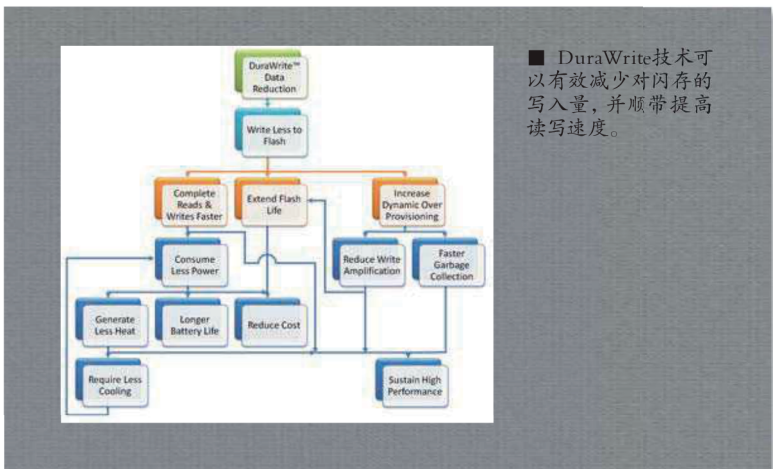 DuraWrite™
Data
Reduction
Write Less to
Flash
Complete
Reads &
Writes Faster
Extend Flash
Life
Increase
Dynamic Over
Provisioning
Consume
Less Power
Reduce Write
Amplification
Faster
Garbage
Collection
Generate
Less Heat
Longer
Battery Life
Reduce Cost
Require Less
Cooling
Sustain High
Performance
■ DuraWrite技术可
以有效减少对闪存的
写入量，并顺带提高
读写速度。